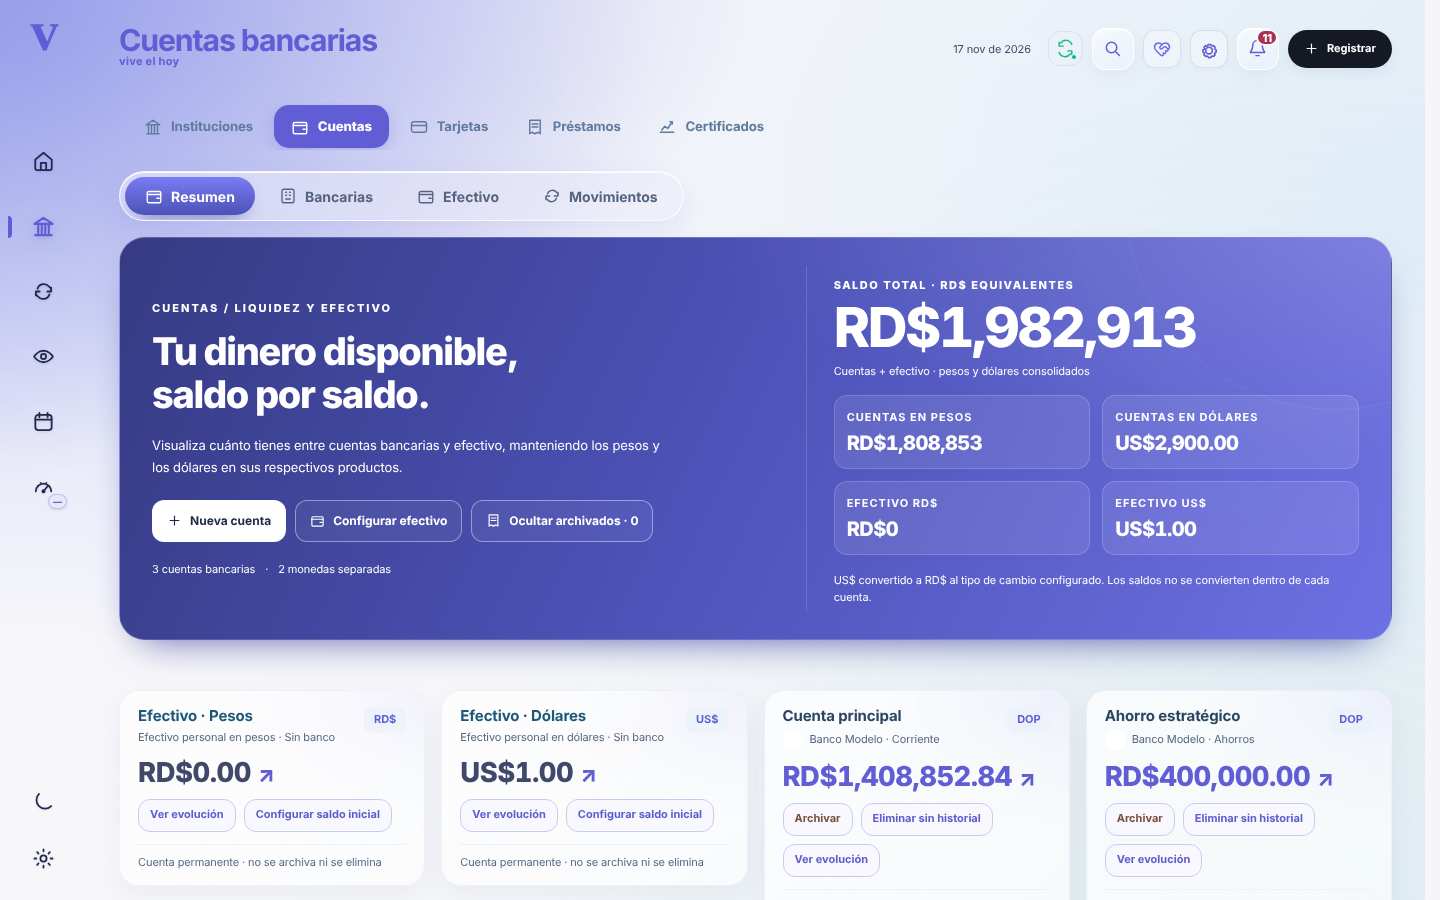 V
Cuentas bancarias
vive el hoy
17 nov de 2026
11
Registrar
Instituciones
Cuentas
Tarjetas
Préstamos
Certificados
Resumen
Bancarias
Efectivo
Movimientos
CUENTAS / LIQUIDEZ Y EFECTIVO
Tu dinero disponible,
saldo por saldo.
Visualiza cuánto tienes entre cuentas bancarias y efectivo, manteniendo los pesos y
los dólares en sus respectivos productos.
Nueva cuenta
Configurar efectivo
Ocultar archivados · 0
3 cuentas bancarias · 2 monedas separadas
SALDO TOTAL · RD$ EQUIVALENTES
RD$1,982,913
Cuentas + efectivo · pesos y dólares consolidados
CUENTAS EN PESOS
RD$1,808,853
CUENTAS EN DÓLARES
US$2,900.00
EFECTIVO RD$
RD$0
EFECTIVO US$
US$1.00
US$ convertido a RD$ al tipo de cambio configurado. Los saldos no se convierten dentro de cada
cuenta.
Efectivo · Pesos
RD$
Efectivo personal en pesos · Sin banco
RD$0.00
Ver evolución
Configurar saldo inicial
Cuenta permanente · no se archiva ni se elimina
Efectivo · Dólares
US$
Efectivo personal en dólares · Sin banco
US$1.00
Ver evolución
Configurar saldo inicial
Cuenta permanente · no se archiva ni se elimina
Cuenta principal
DOP
Banco Modelo · Corriente
RD$1,408,852.84
Archivar
Eliminar sin historial
Ver evolución
Ahorro estratégico
DOP
Banco Modelo · Ahorros
RD$400,000.00
Archivar
Eliminar sin historial
Ver evolución